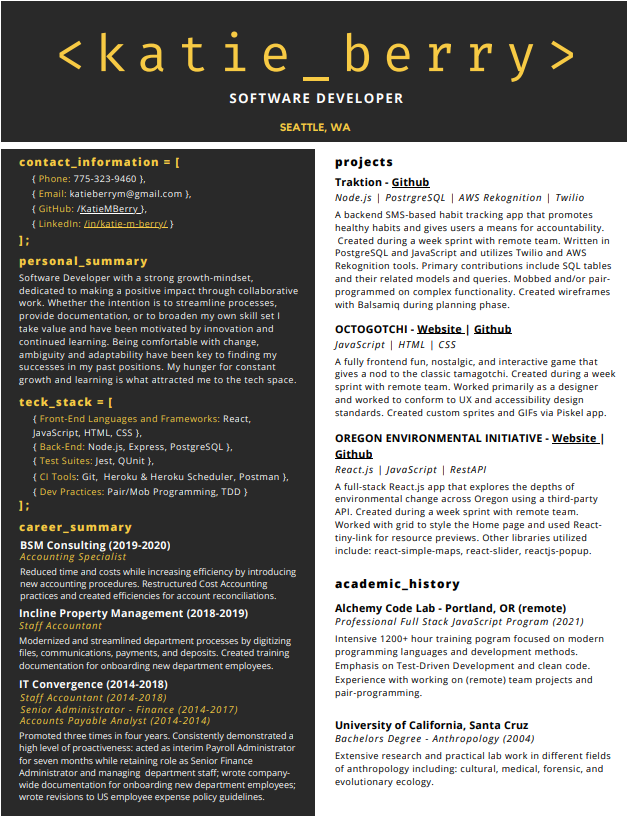 <katie_berry>
SOFTWARE DEVELOPER
SEATTLE, WA
contact_information = [
{ Phone: 775-323-9460 },
{ Email: katieberrym@gmail.com },
{ GitHub: /KatieMBerry },
{ LinkedIn: /in/katie-m-berry/ }
];
personal_summary
Software Developer with a strong growth-mindset,
dedicated to making a positive impact through collaborative
work. Whether the intention is to streamline processes,
provide documentation, or to broaden my own skill set I
take value and have been motivated by innovation and
continued learning. Being comfortable with change,
ambiguity and adaptability have been key to finding my
successes in my past positions. My hunger for constant
growth and learning is what attracted me to the tech space.
teck_stack = [
{ Front-End Languages and Frameworks: React,
JavaScript, HTML, CSS },
{ Back-End: Node.js, Express, PostgreSQL },
{ Test Suites: Jest, QUnit },
{ CI Tools: Git, Heroku & Heroku Scheduler, Postman },
{ Dev Practices: Pair/Mob Programming, TDD }
];
career_summary
BSM Consulting (2019-2020)
Accounting Specialist
Reduced time and costs while increasing efficiency by introducing
new accounting procedures. Restructured Cost Accounting
practices and created efficiencies for account reconciliations.
Incline Property Management (2018-2019)
Staff Accountant
Modernized and streamlined department processes by digitizing
files, communications, payments, and deposits. Created training
documentation for onboarding new department employees.
IT Convergence (2014-2018)
Staff Accountant (2014-2018)
Senior Administrator - Finance (2014-2017)
Accounts Payable Analyst (2014-2014)
Promoted three times in four years. Consistently demonstrated a
high level of proactiveness: acted as interim Payroll Administrator
for seven months while retaining role as Senior Finance
Administrator and managing department staff; wrote company-
wide documentation for onboarding new department employees;
wrote revisions to US employee expense policy guidelines.
projects
Traktion - Github
Node.js | PostrgreSQL | AWS Rekognition | Twilio
A backend SMS-based habit tracking app that promotes
healthy habits and gives users a means for accountability.
Created during a week sprint with remote team. Written in
PostgreSQL and JavaScript and utilizes Twilio and AWS
Rekognition tools. Primary contributions include SQL tables
and their related models and queries. Mobbed and/or pair-
programmed on complex functionality. Created wireframes
with Balsamiq during planning phase.
OCTOGOTCHI - Website | Github
JavaScript | HTML | CSS
A fully frontend fun, nostalgic, and interactive game that
gives a nod to the classic tamagotchi. Created during a week
sprint with remote team. Worked primarily as a designer
and worked to conform to UX and accessibility design
standards. Created custom sprites and GIFs via Piskel app.
OREGON ENVIRONMENTAL INITIATIVE - Website |
Github
React.js | JavaScript | RestAPI
A full-stack React.js app that explores the depths of
environmental change across Oregon using a third-party
API. Created during a week sprint with remote team.
Worked with grid to style the Home page and used React-
tiny-link for resource previews. Other libraries utilized
include: react-simple-maps, react-slider, reactjs-popup.
academic_history
Alchemy Code Lab - Portland, OR (remote)
Professional Full Stack JavaScript Program (2021)
Intensive 1200+ hour training pogram focused on modern
programming languages and development methods.
Emphasis on Test-Driven Development and clean code.
Experience with working on (remote) team projects and
pair-programming.
University of California, Santa Cruz
Bachelors Degree - Anthropology (2004)
Extensive research and practical lab work in different fields
of anthropology including: cultural, medical, forensic, and
evolutionary ecology.